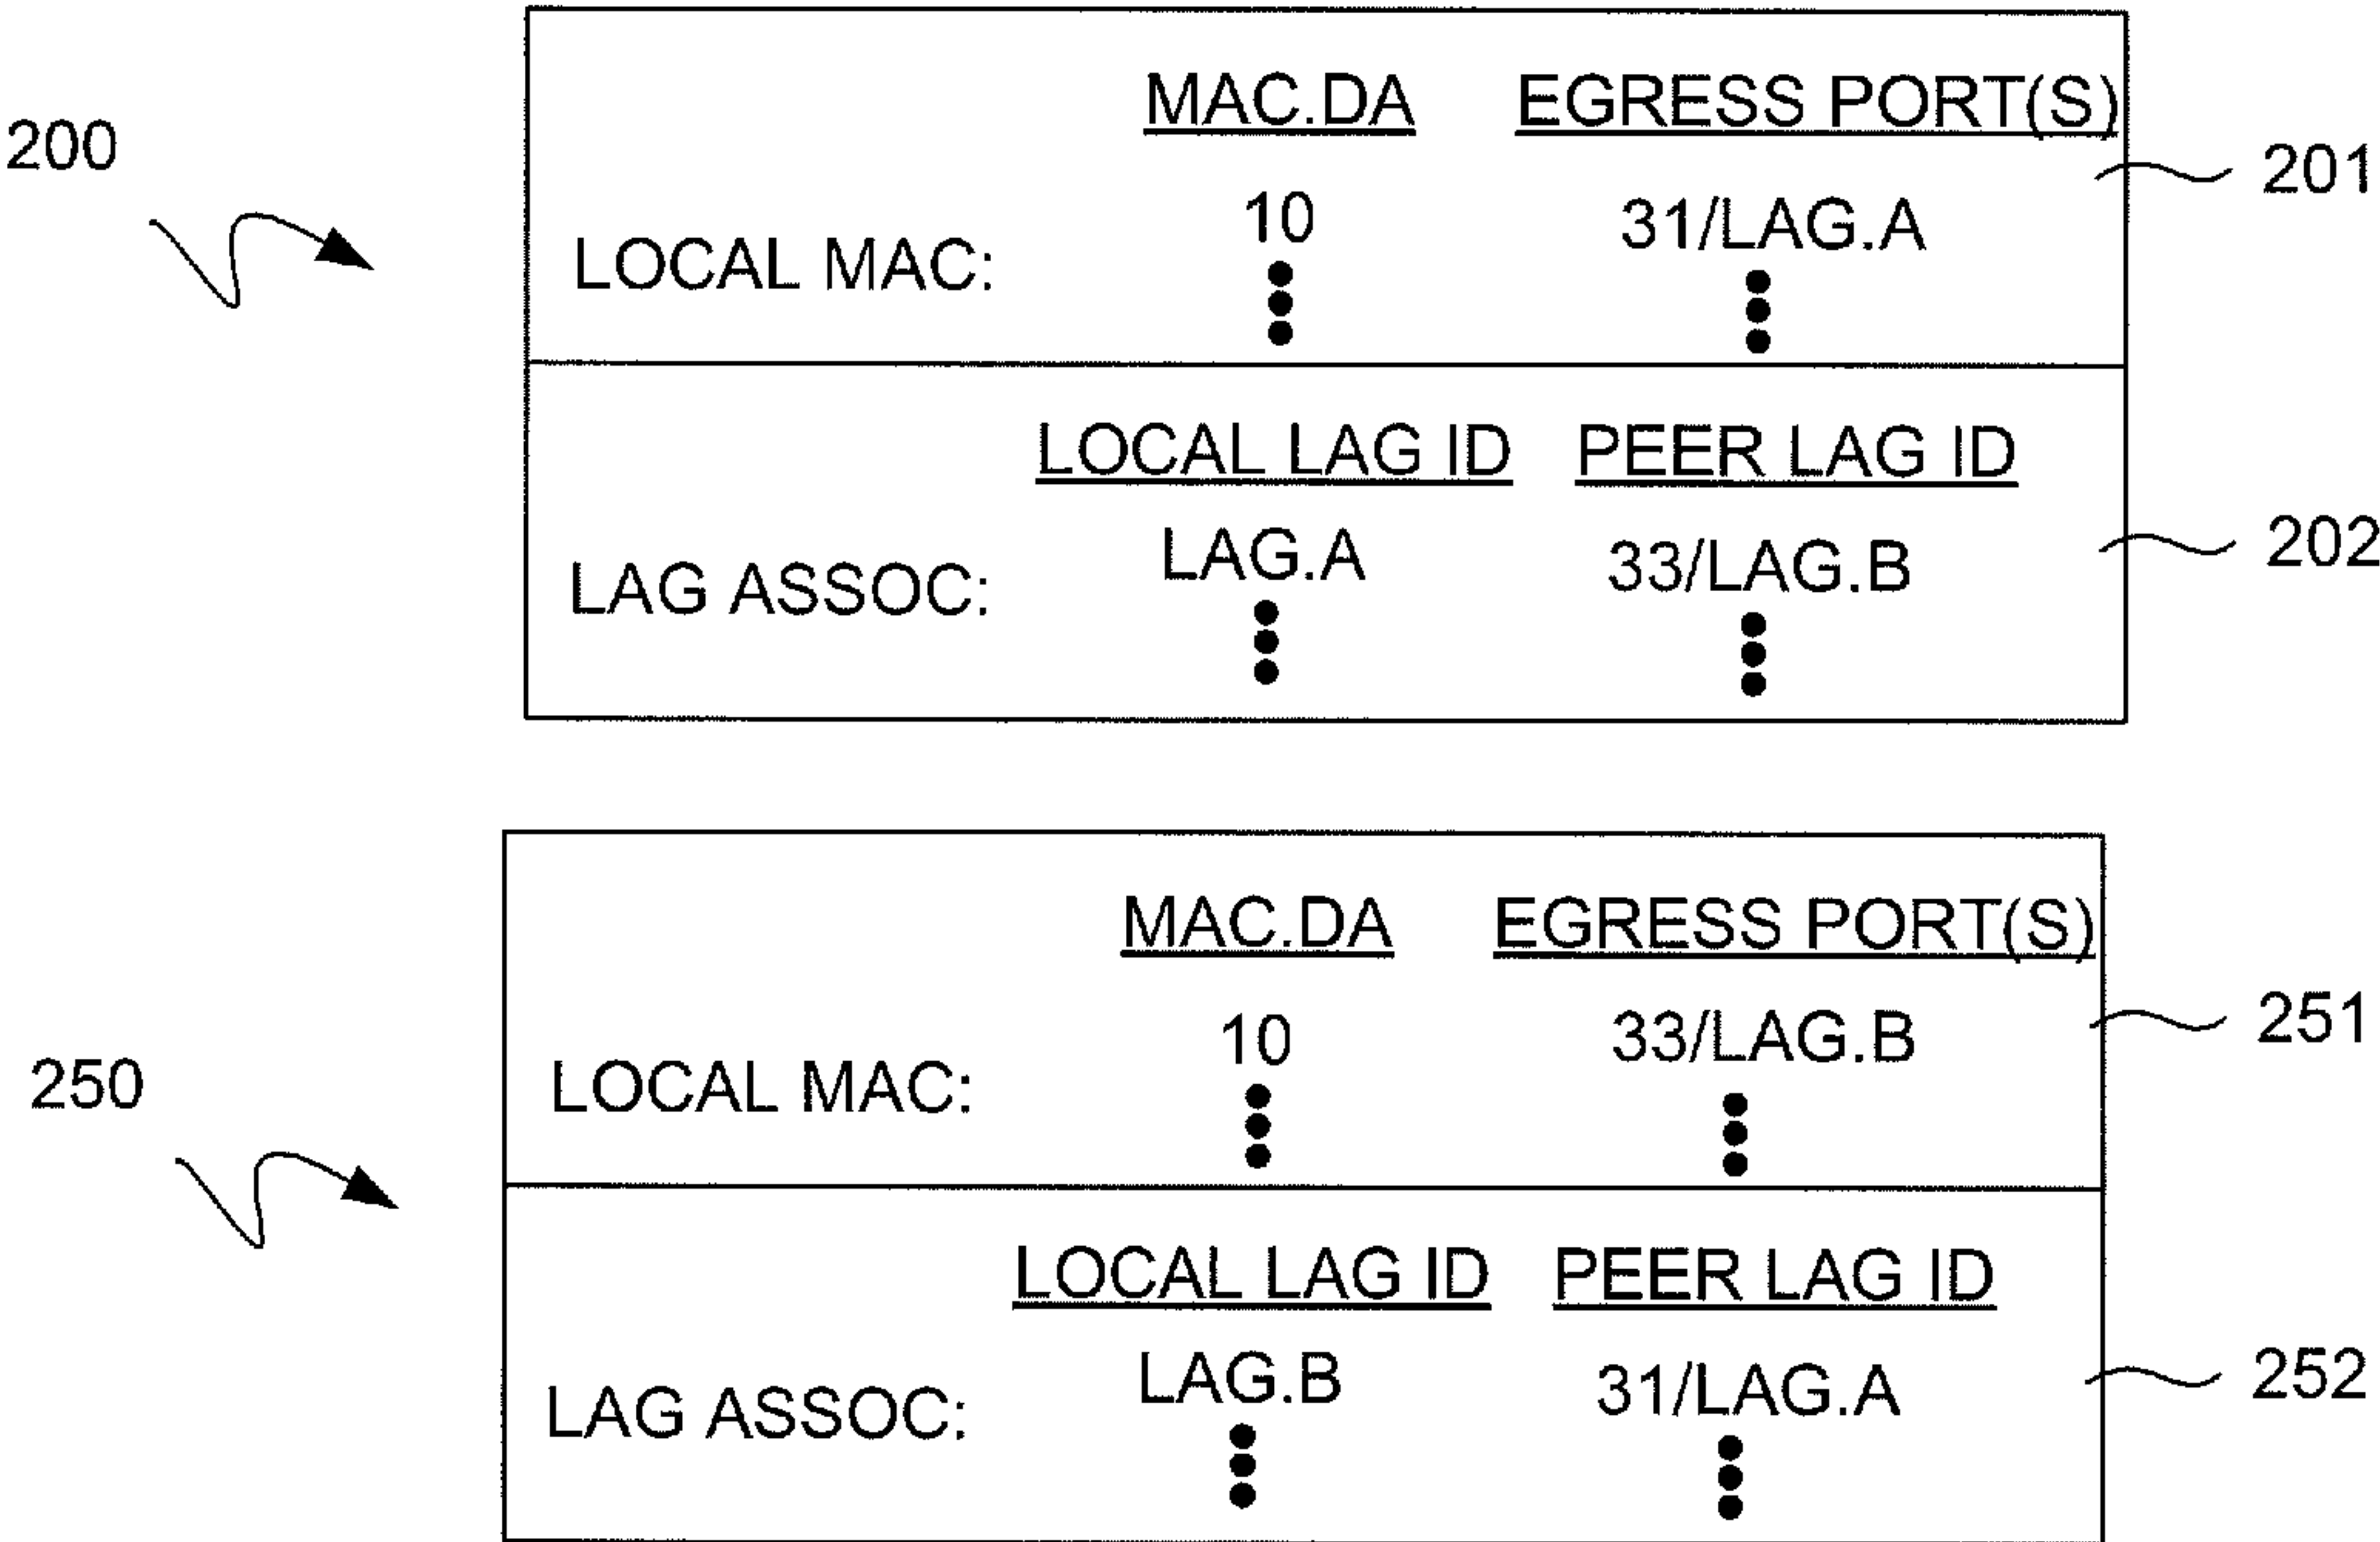 200
MAC.DA EGRESS PORT(S)
201
LOCAL MAC: 10 31/LAG.A
LOCAL LAG ID PEER LAG ID
202
LAG ASSOC: LAG.A 33/LAG.B
250
MAC.DA EGRESS PORT(S)
251
LOCAL MAC: 10 33/LAG.B
LOCAL LAG ID PEER LAG ID
252
LAG ASSOC: LAG.B 31/LAG.A